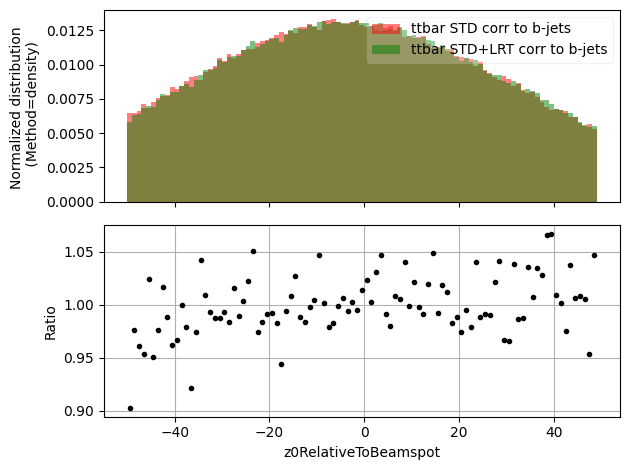 Normalized distribution
(Method=density)
0.0125
0.0100
0.0075
0.0050
0.0025
0.0000
ttbar STD corr to b-jets
ttbar STD+LRT corr to b-jets
Ratio
1.05
1.00
0.95
0.90
−40 −20 0 20 40
z0RelativeToBeamspot